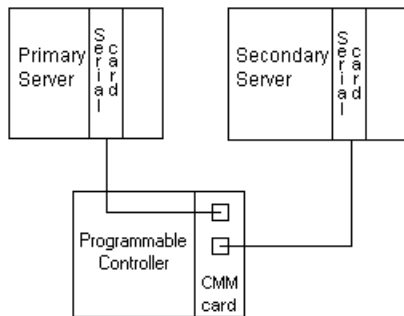 Primary
Server
Serial
card
Secondary
Server
Serial
card
Programmable
Controller
CMM
card